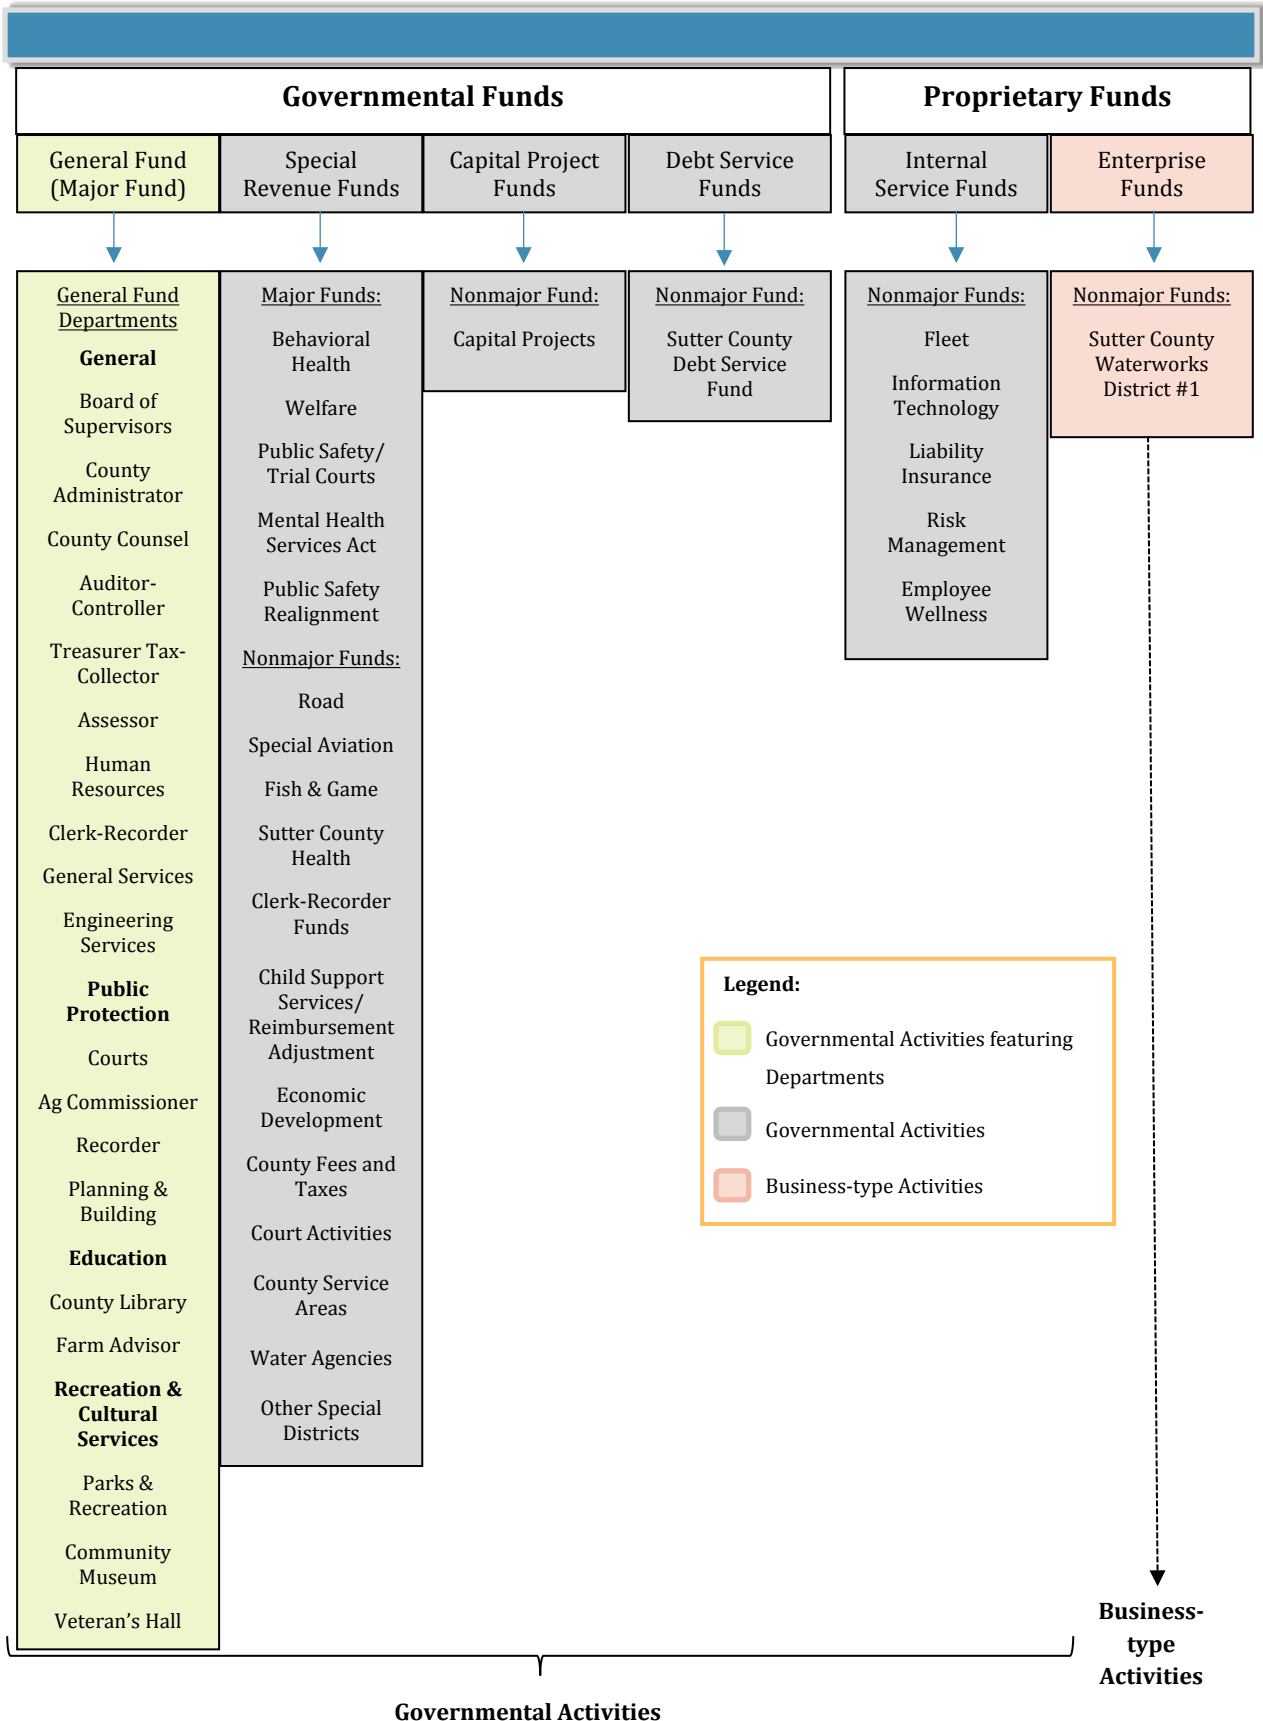 Governmental Funds
Proprietary Funds
General Fund
(Major Fund)
Special
Revenue Funds
Capital Project
Funds
Debt Service
Funds
Internal
Service Funds
Enterprise
Funds
General Fund
Departments
General
Board of
Supervisors
County
Administrator
County Counsel
Auditor-
Controller
Treasurer Tax-
Collector
Assessor
Human
Resources
Clerk-Recorder
General Services
Engineering
Services
Public
Protection
Courts
Ag Commissioner
Recorder
Planning &
Building
Education
County Library
Farm Advisor
Recreation &
Cultural
Services
Parks &
Recreation
Community
Museum
Veteran’s Hall
Major Funds:
Behavioral
Health
Welfare
Public Safety/
Trial Courts
Mental Health
Services Act
Public Safety
Realignment
Nonmajor Funds:
Road
Special Aviation
Fish & Game
Sutter County
Health
Clerk-Recorder
Funds
Child Support
Services/
Reimbursement
Adjustment
Economic
Development
County Fees and
Taxes
Court Activities
County Service
Areas
Water Agencies
Other Special
Districts
Nonmajor Fund:
Capital Projects
Nonmajor Fund:
Sutter County
Debt Service
Fund
Nonmajor Funds:
Fleet
Information
Technology
Liability
Insurance
Risk
Management
Employee
Wellness
Nonmajor Funds:
Sutter County
Waterworks
District #1
Legend:
Governmental Activities featuring
Departments
Governmental Activities
Business-type Activities
Business-
type
Activities
Governmental Activities